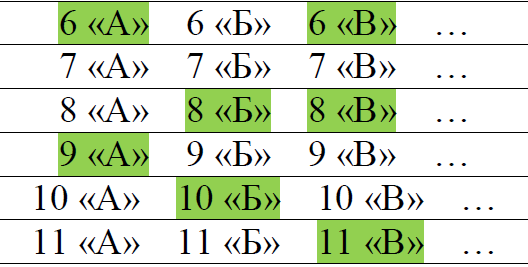 6 «А» 6 «Б» 6 «В» …
7 «А» 7 «Б» 7 «В» …
8 «А» 8 «Б» 8 «В» …
9 «А» 9 «Б» 9 «В» …
10 «А» 10 «Б» 10 «В» …
11 «А» 11 «Б» 11 «В» …